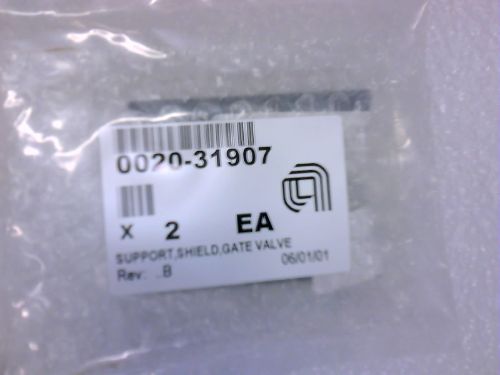 0020-31907
X 2 EA
SUPPORT,SHIELD,GATE VALVE
Rev: ..B 06/01/01